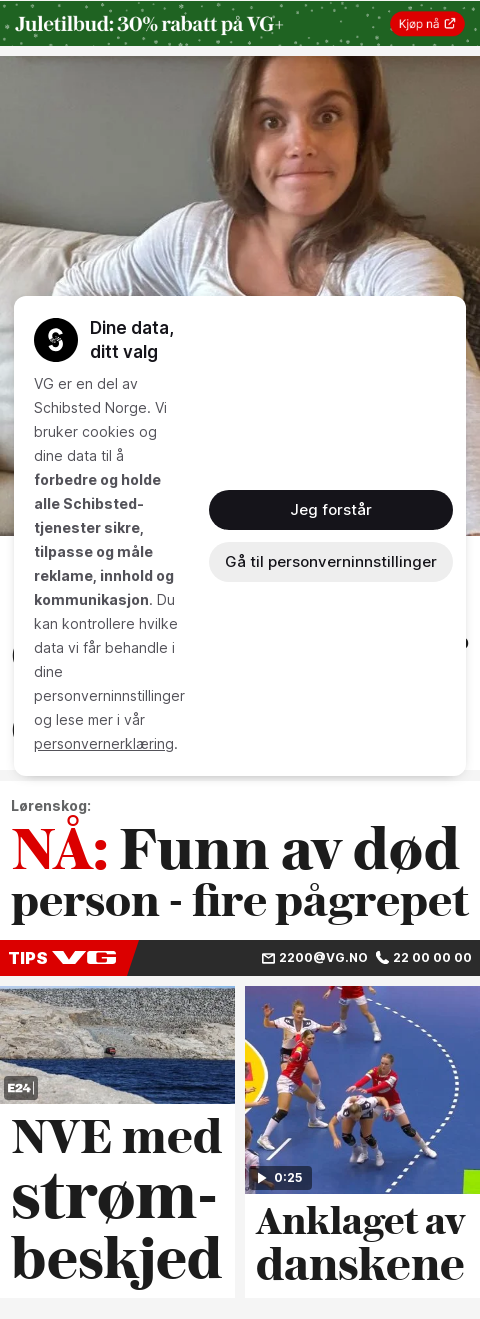 Juletilbud: 30% rabatt på VG+
Kjøp nå
Dine data,
ditt valg
VG er en del av
Schibsted Norge. Vi
bruker cookies og
dine data til å
forbedre og holde
alle Schibsted-
tjenester sikre,
tilpasse og måle
reklame, innhold og
kommunikasjon. Du
kan kontrollere hvilke
data vi får behandle i
dine
personverninnstillinger
og lese mer i vår
personvernerklæring.
Jeg forstår
Gå til personverninnstillinger
Lørenskog:
NÅ: Funn av død
person - fire pågrepet
TIPS VG
2200@VG.NO 22 00 00 00
E24
NVE med
strøm-
beskjed
0:25
Anklaget av
danskene